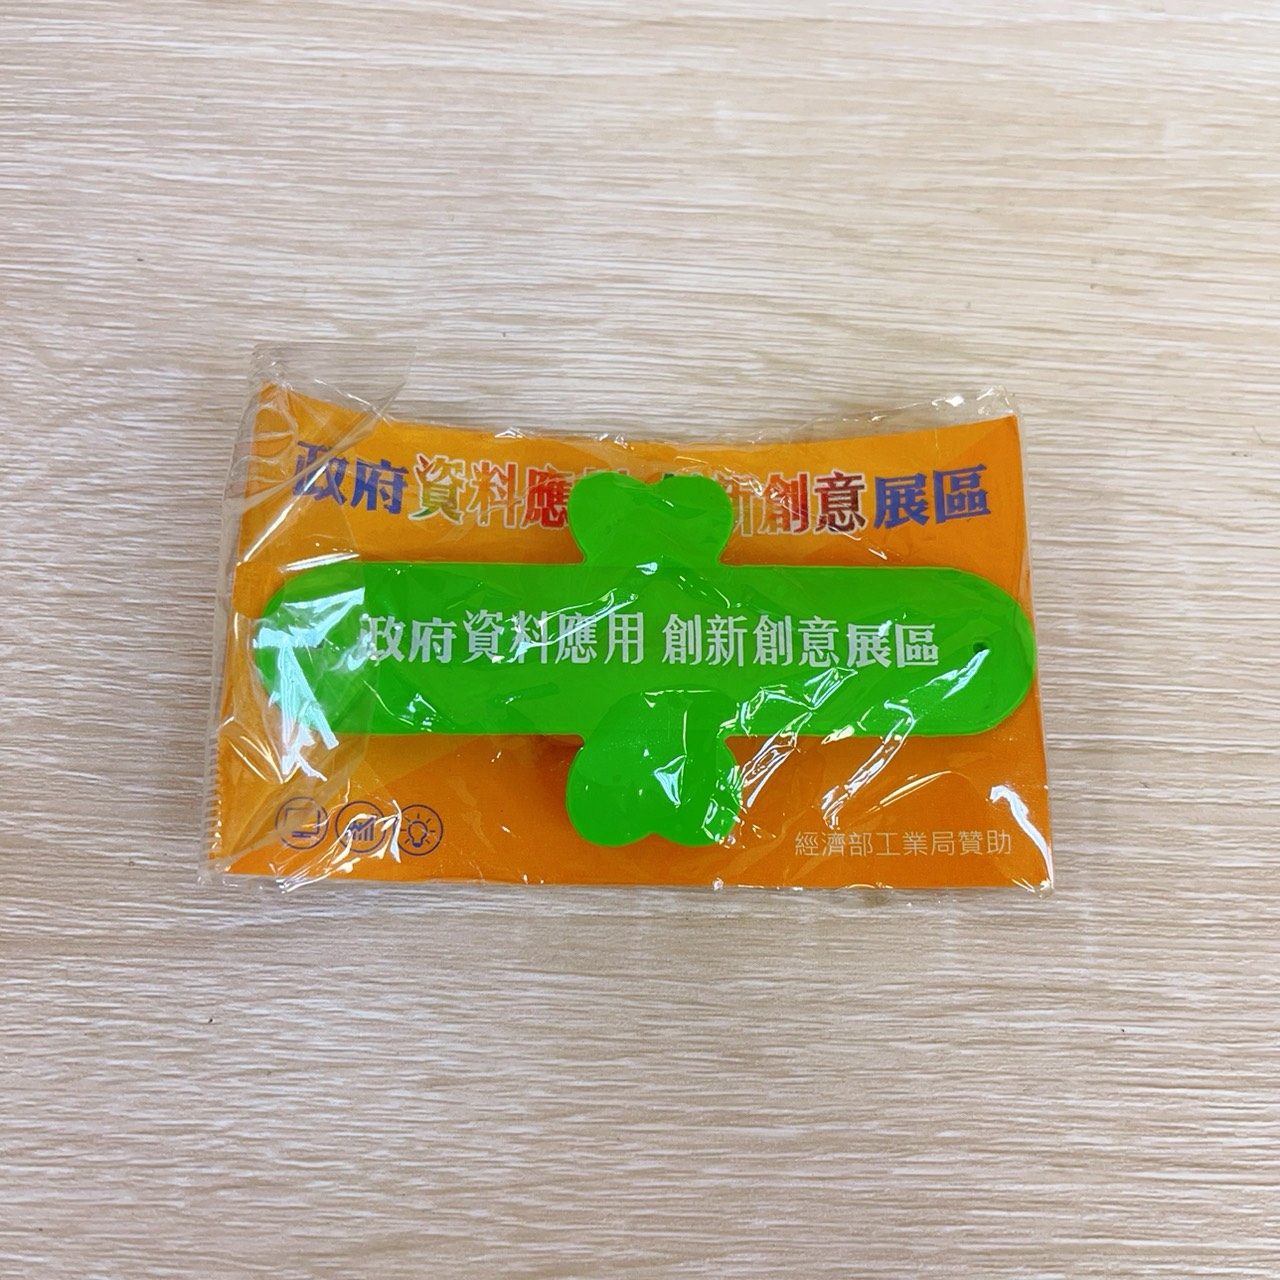 政府資料應 新創意展區
政府資料應用 創新創意展區
經濟部工業局贊助